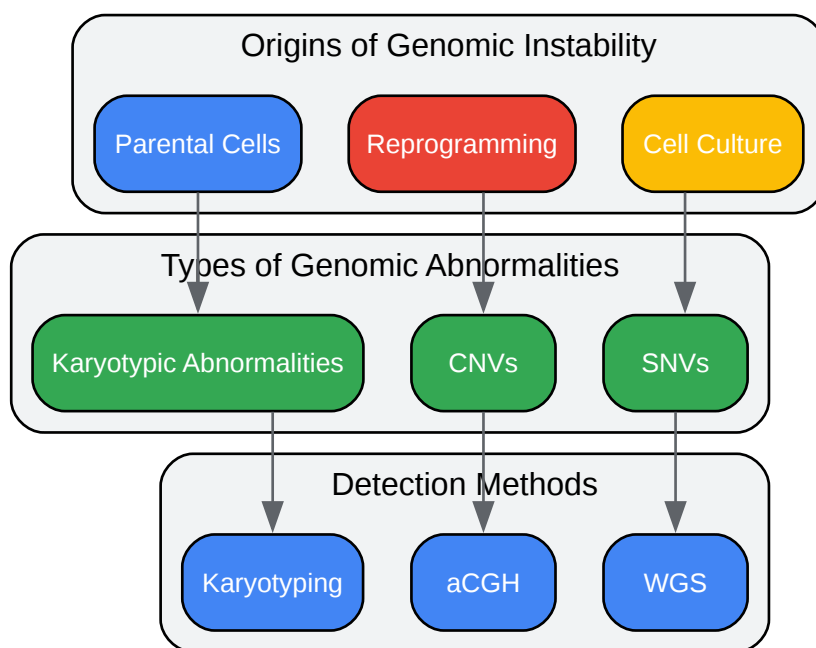 Origins of Genomic Instability
Parental Cells
Reprogramming
Cell Culture
Types of Genomic Abnormalities
Karyotypic Abnormalities
CNVs
SNVs
Detection Methods
Karyotyping
aCGH
WGS